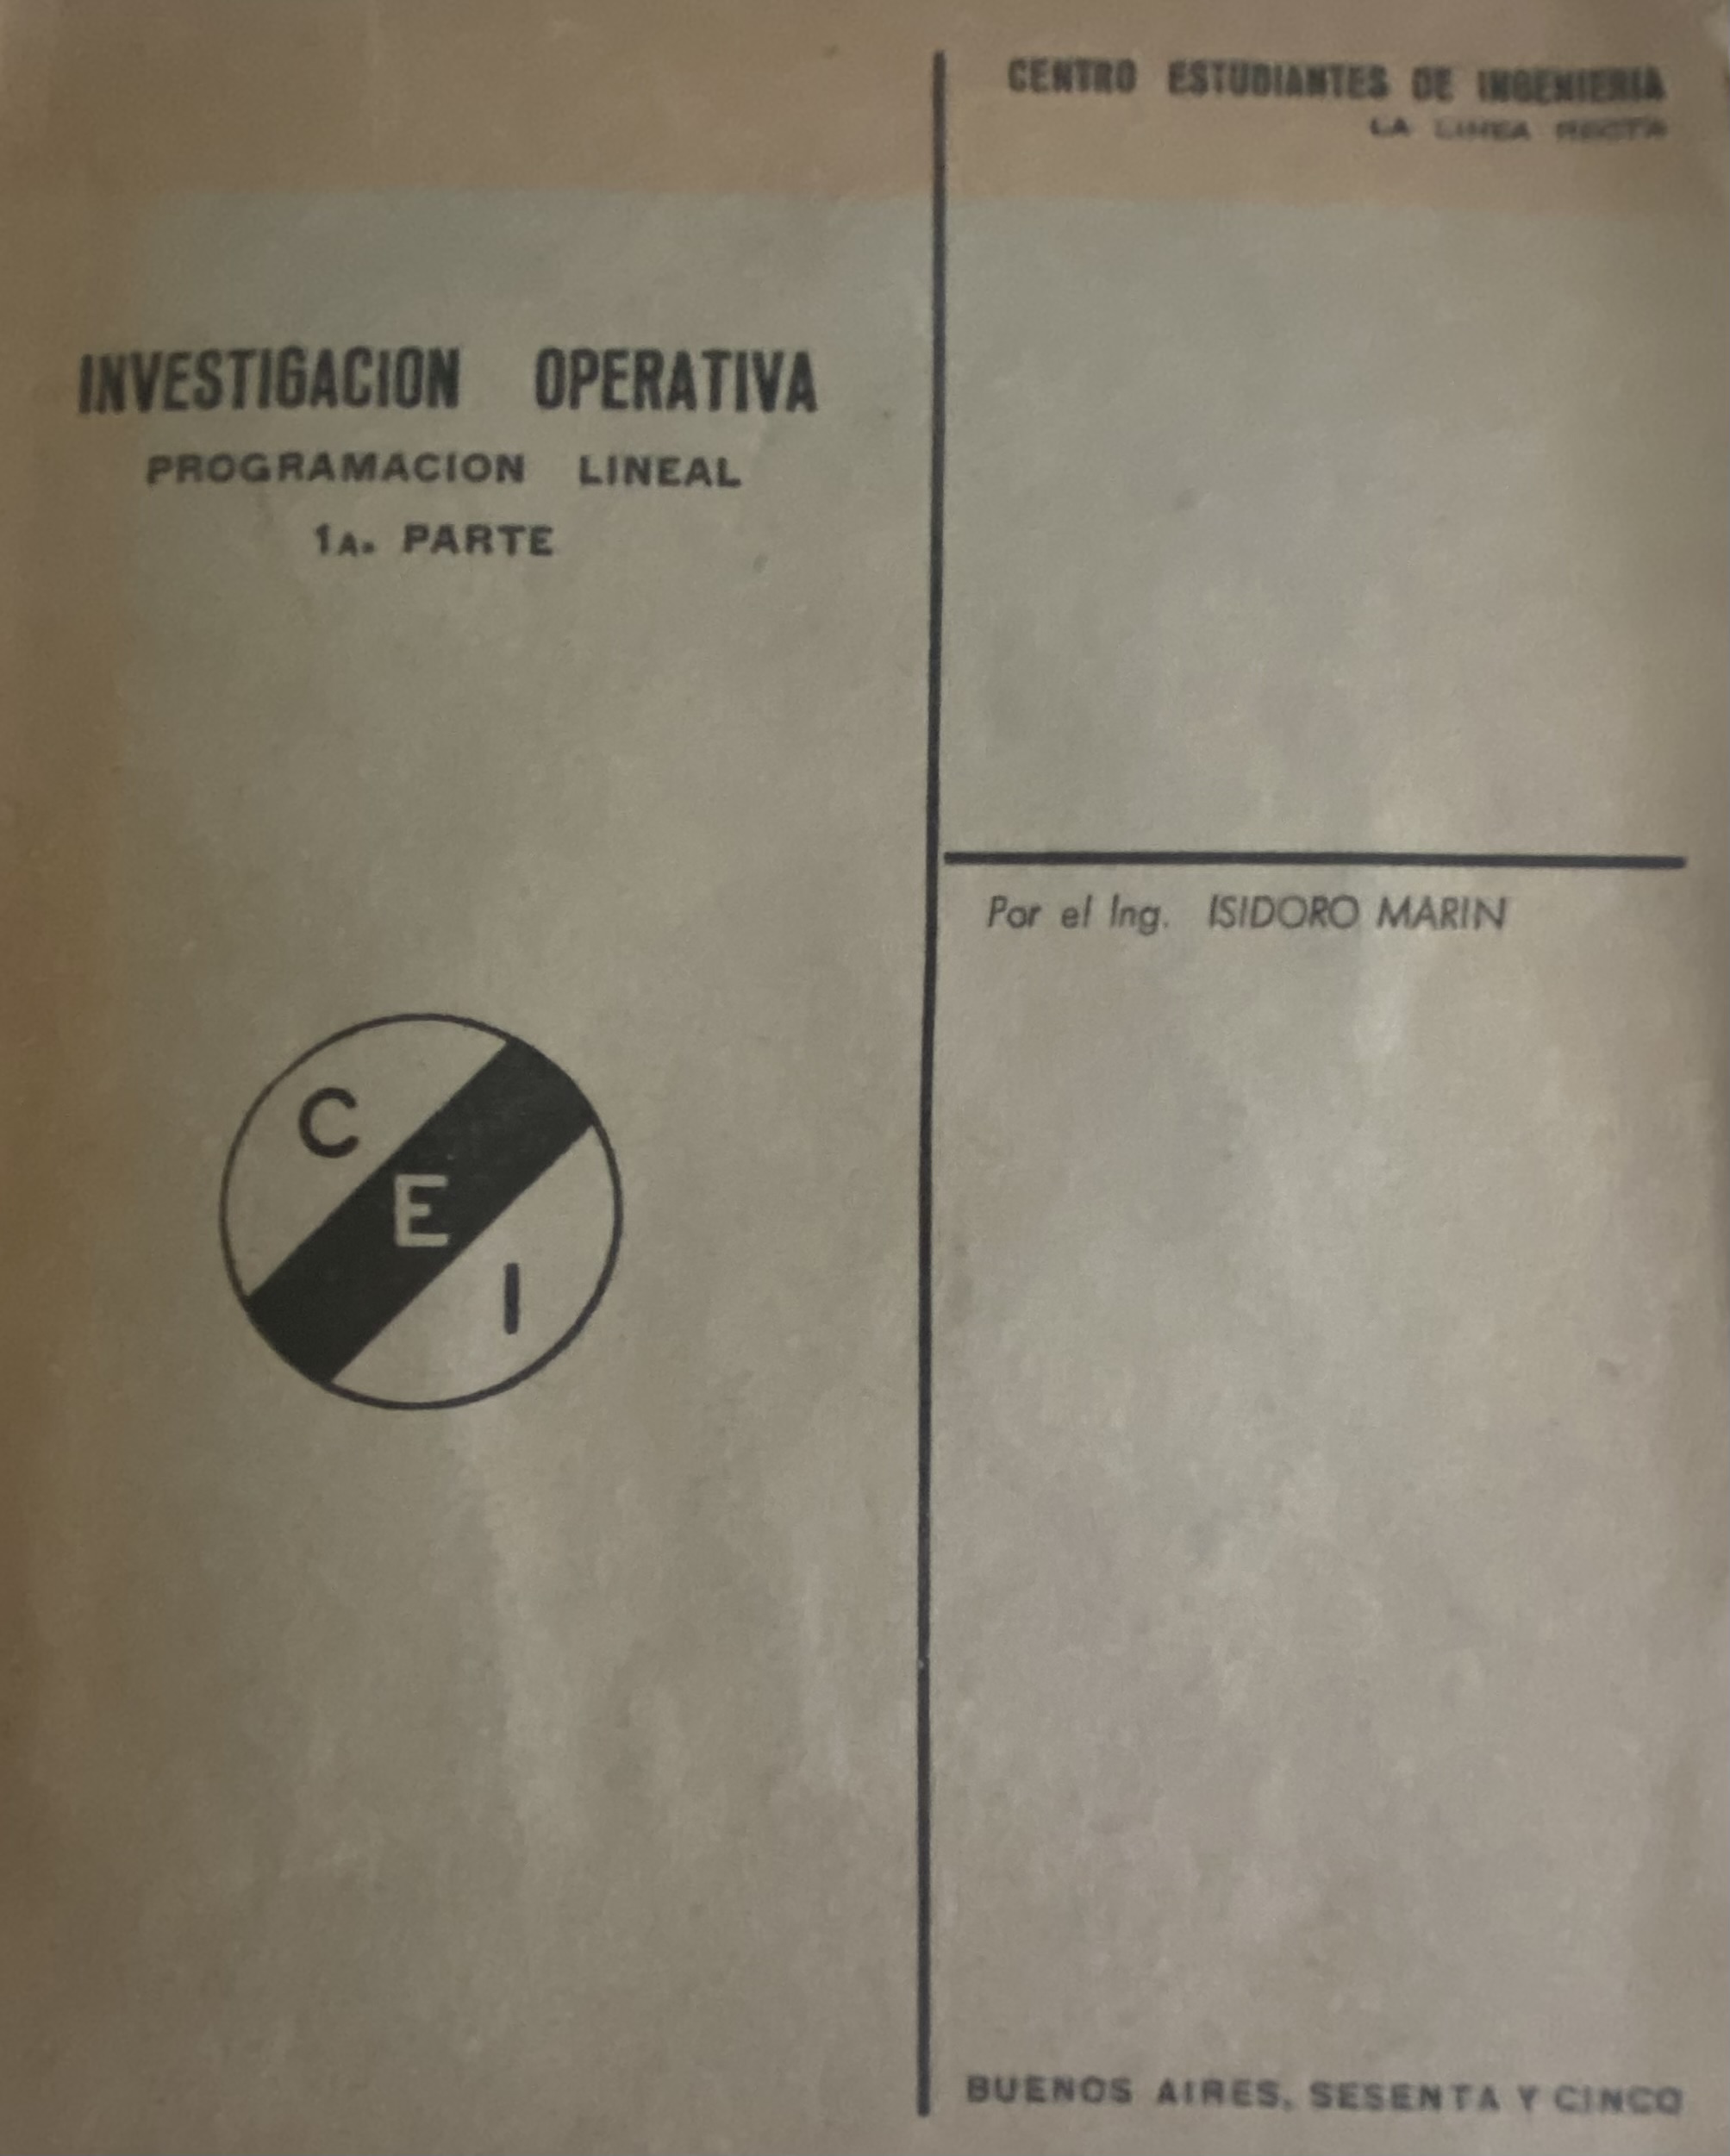 CENTRO ESTUDIANTES DE INGENIERIA
LA LINEA RECTA
INVESTIGACION OPERATIVA
PROGRAMACION LINEAL
1A. PARTE
Por el Ing. ISIDORO MARIN
C
E
I
BUENOS AIRES, SESENTA Y CINCO